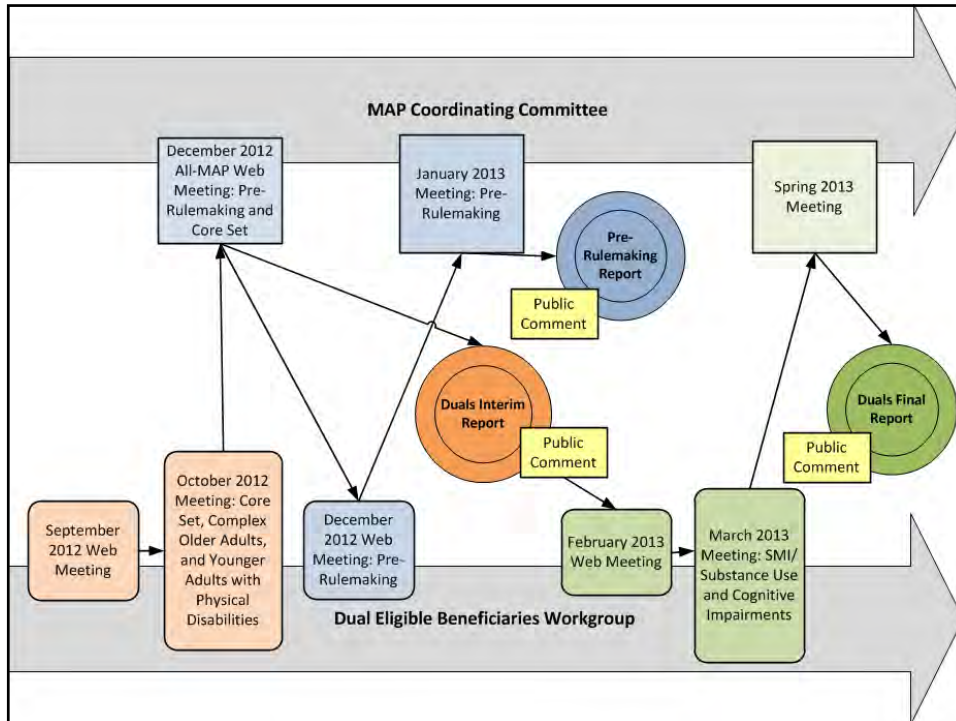 MAP Coordinating Committee
December 2012
All-MAP Web
Meeting: Pre-
Rulemaking and
Core Set
January 2013
Meeting: Pre-
Rulemaking
Spring 2013
Meeting
Pre-
Rulemaking
Report
Public
Comment
Duals Interim
Report
Public
Comment
Duals Final
Report
Public
Comment
September
2012 Web
Meeting
October 2012
Meeting: Core
Set, Complex
Older Adults,
and Younger
Adults with
Physical
Disabilities
December
2012 Web
Meeting: Pre-
Rulemaking
February 2013
Web Meeting
March 2013
Meeting: SMI/
Substance Use
and Cognitive
Impairments
Dual Eligible Beneficiaries Workgroup